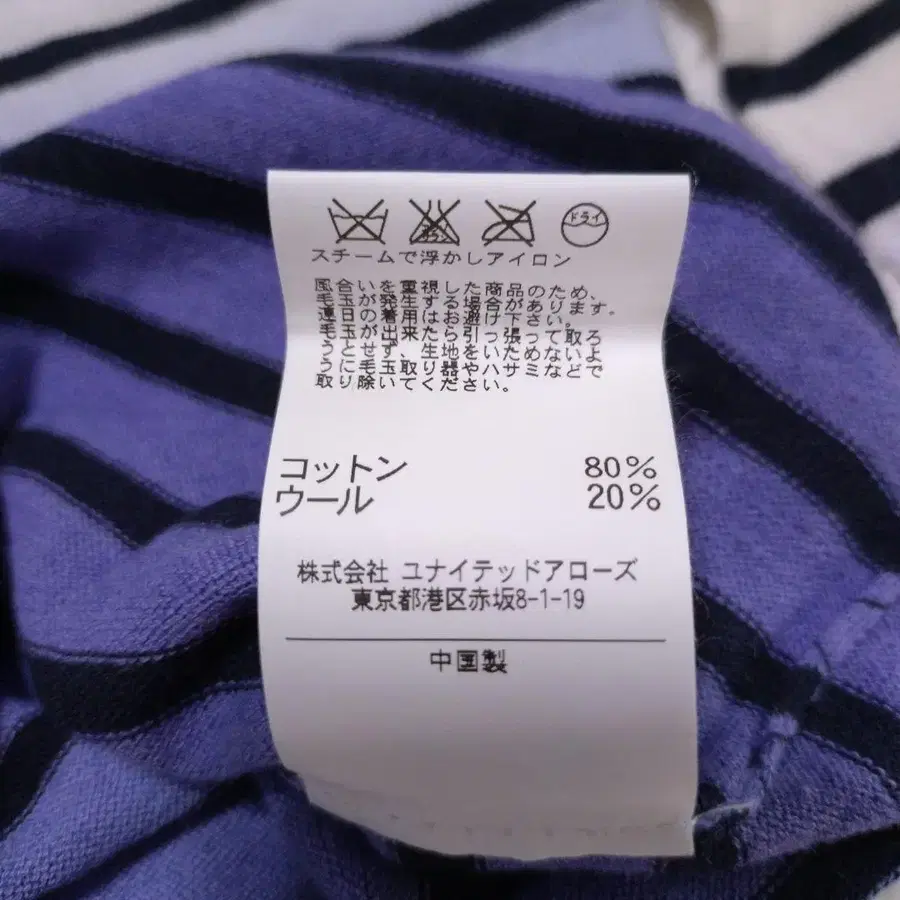 ドライ
スチームで浮かしアイロン
風合いを重視した商品のため、
毛玉が発生する場合があります。
連日の着用はお避け下さい。
毛玉が出来たら引っ張って取ろ
うとせず、生地をいためないよ
うに毛玉取り器やハサミなどで
取り除いてください。
コットン 80%
ウール 20%
株式会社 ユナイテッドアローズ
東京都港区赤坂8-1-19
中国製